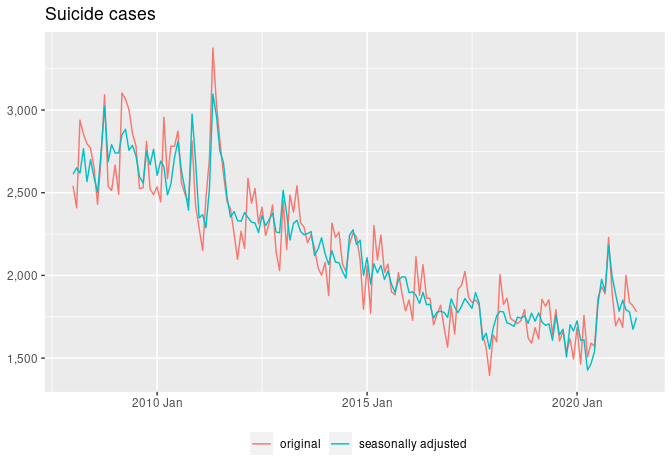 Suicide cases
3,000
2,500
2,000
1,500
2010 Jan 2015 Jan 2020 Jan
original seasonally adjusted